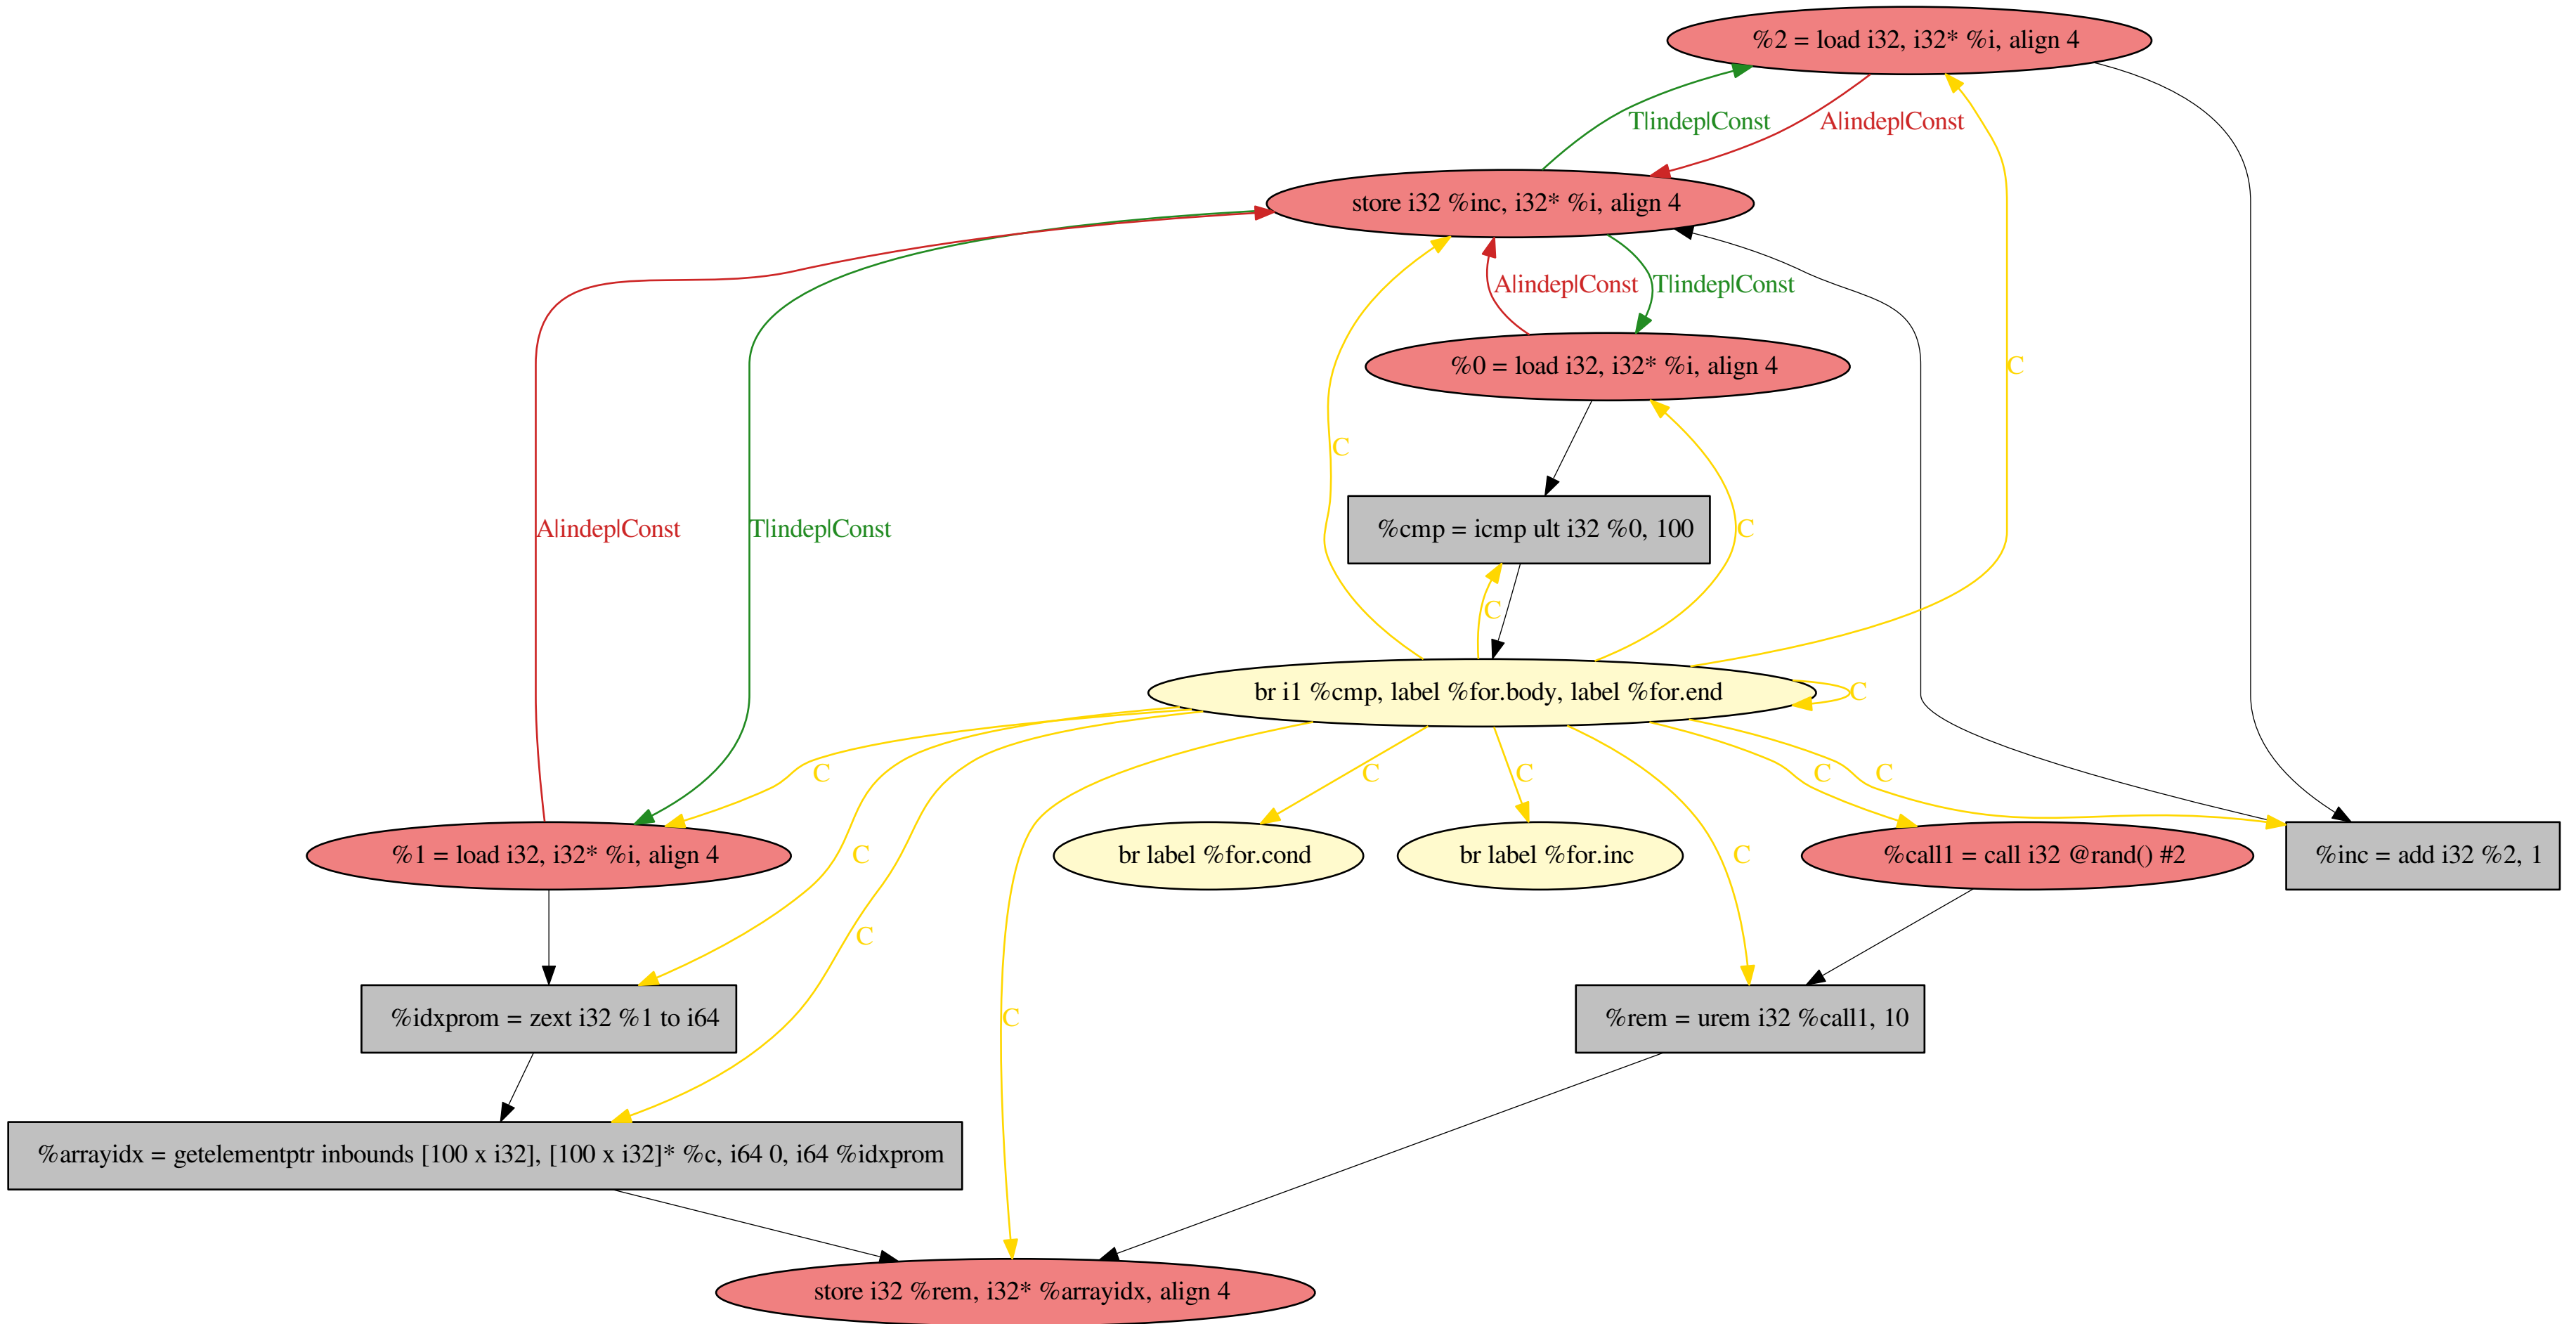 %2 = load i32, i32* %i, align 4
T|indep|Const
A|indep|Const
store i32 %inc, i32* %i, align 4
A|indep|Const
T|indep|Const
%0 = load i32, i32* %i, align 4
C
C
A|indep|Const
T|indep|Const
%cmp = icmp ult i32 %0, 100
C
C
br i1 %cmp, label %for.body, label %for.end
C
C
C
C
C
C
%1 = load i32, i32* %i, align 4
C
br label %for.cond
br label %for.inc
C
%call1 = call i32 @rand() #2
%inc = add i32 %2, 1
C
%idxprom = zext i32 %1 to i64
C
%rem = urem i32 %call1, 10
%arrayidx = getelementptr inbounds [100 x i32], [100 x i32]* %c, i64 0, i64 %idxprom
store i32 %rem, i32* %arrayidx, align 4